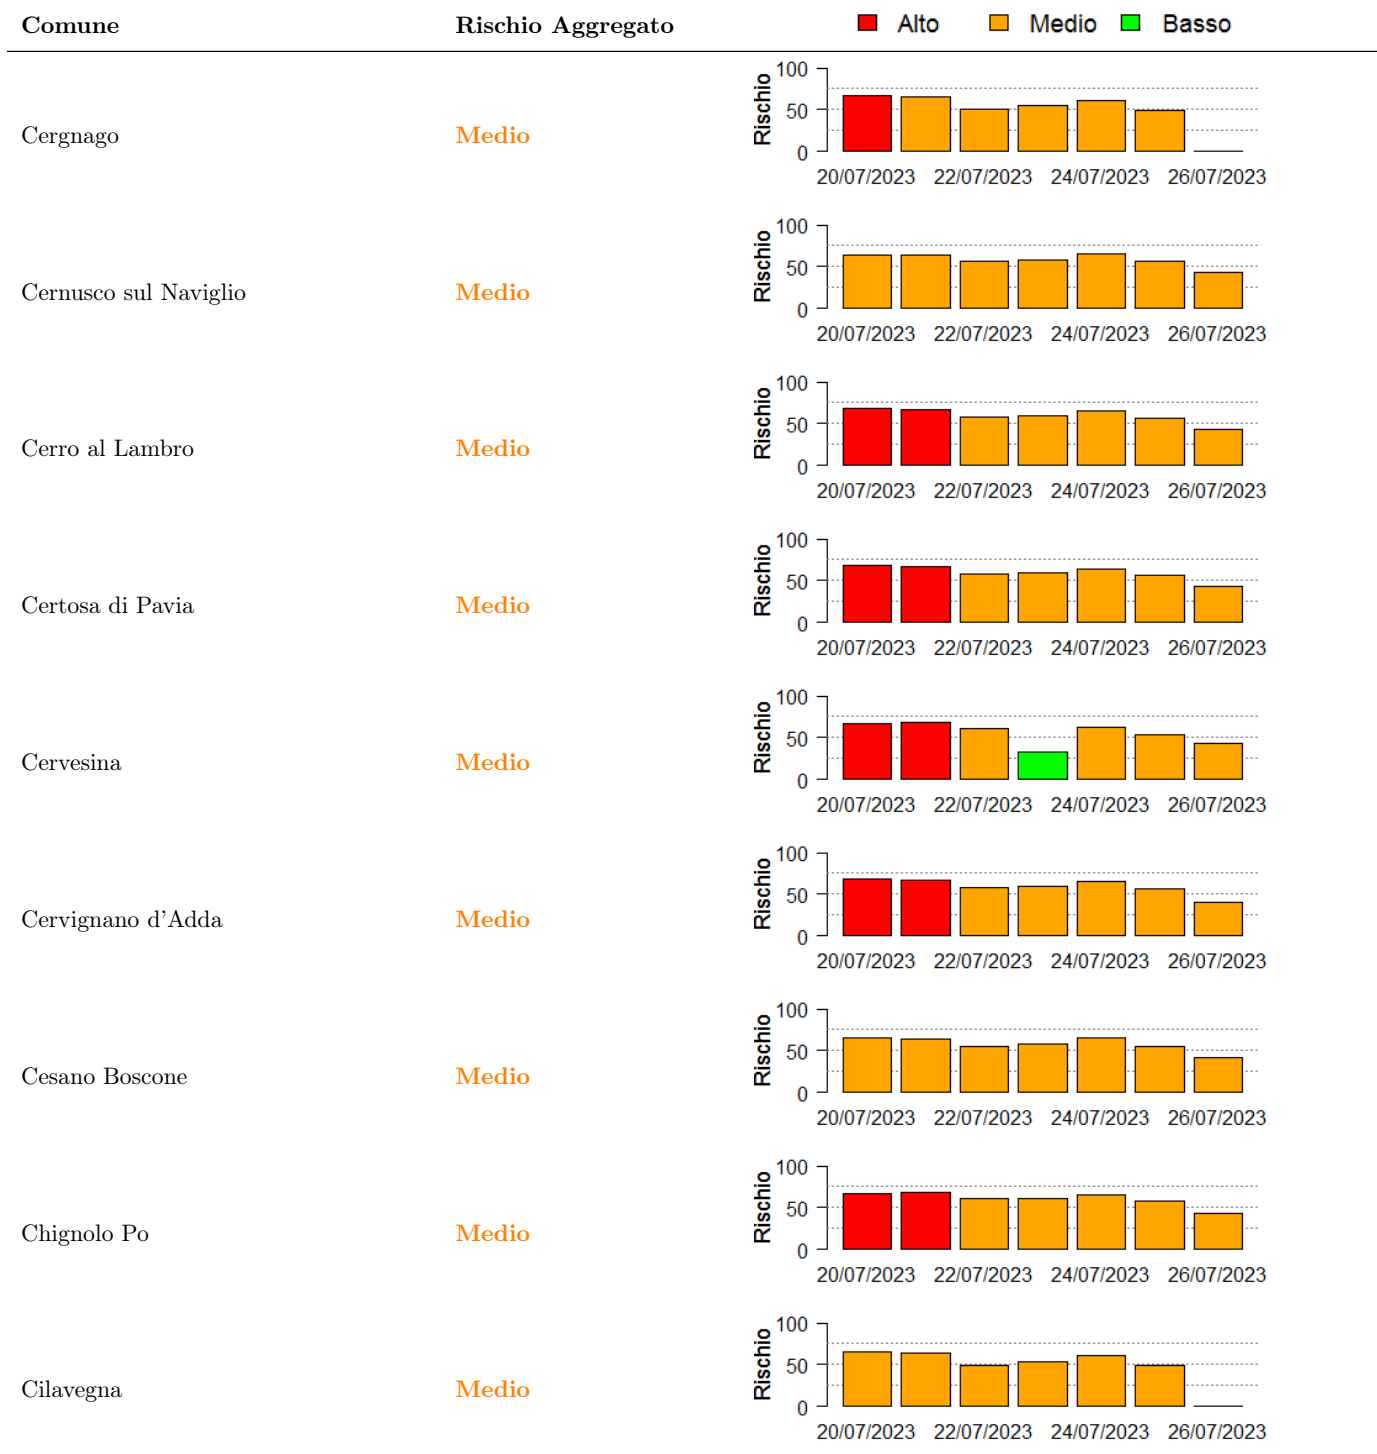 Comune Rischio Aggregato Alto Medio Basso
100
50
0
Rischio
Cergnago Medio
20/07/2023 22/07/2023 24/07/2023 26/07/2023
100
50
0
Rischio
Cernusco sul Naviglio Medio
20/07/2023 22/07/2023 24/07/2023 26/07/2023
100
50
0
Rischio
Cerro al Lambro Medio
20/07/2023 22/07/2023 24/07/2023 26/07/2023
100
50
0
Rischio
Certosa di Pavia Medio
20/07/2023 22/07/2023 24/07/2023 26/07/2023
100
50
0
Rischio
Cervesina Medio
20/07/2023 22/07/2023 24/07/2023 26/07/2023
100
50
0
Rischio
Cervignano d'Adda Medio
20/07/2023 22/07/2023 24/07/2023 26/07/2023
100
50
0
Rischio
Cesano Boscone Medio
20/07/2023 22/07/2023 24/07/2023 26/07/2023
100
50
0
Rischio
Chignolo Po Medio
20/07/2023 22/07/2023 24/07/2023 26/07/2023
100
50
0
Rischio
Cilavegna Medio
20/07/2023 22/07/2023 24/07/2023 26/07/2023